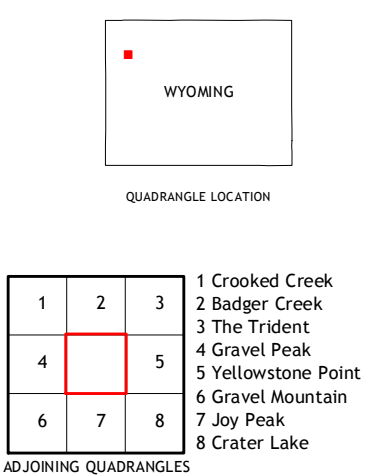 WYOMING
QUADRANGLE LOCATION
1 2 3
4 5
6 7 8
1 Crooked Creek
2 Badger Creek
3 The Trident
4 Gravel Peak
5 Yellowstone Point
6 Gravel Mountain
7 Joy Peak
8 Crater Lake
ADJOINING QUADRANGLES